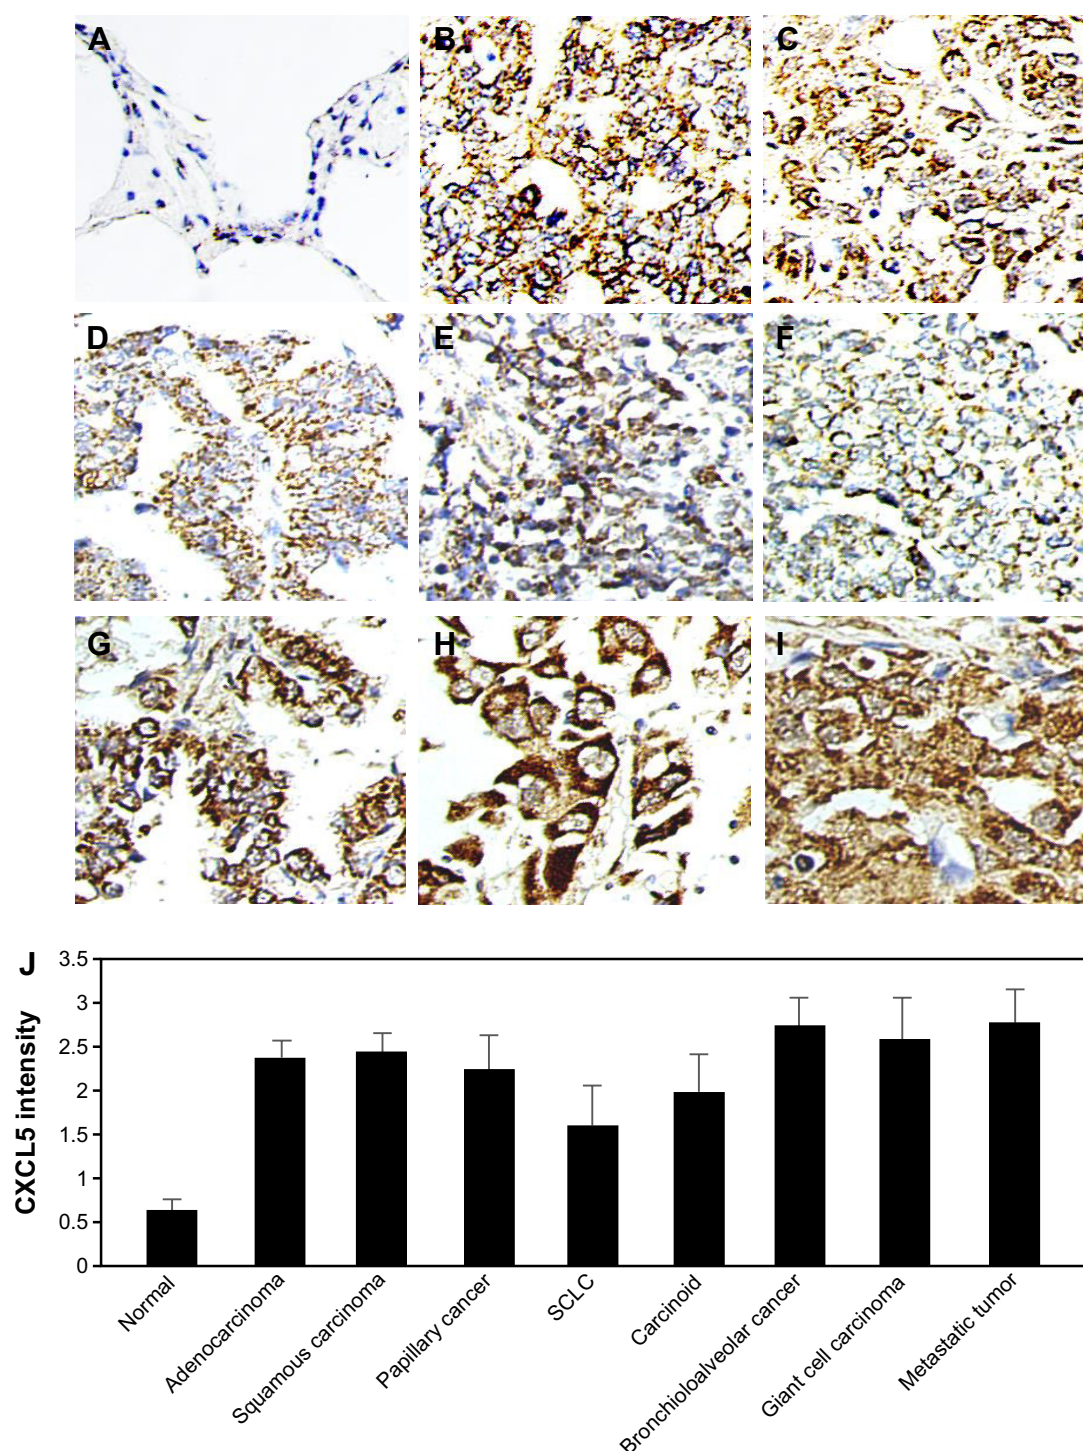 A
B
C
D
E
F
G
H
I
J
3.5
3
2.5
2
1.5
1
0.5
0
CXCL5 intensity
Normal
Adenocarcinoma
Squamous carcinoma
Papillary cancer
SCLC
Carcinoid
Bronchioloalveolar cancer
Giant cell carcinoma
Metastatic tumor